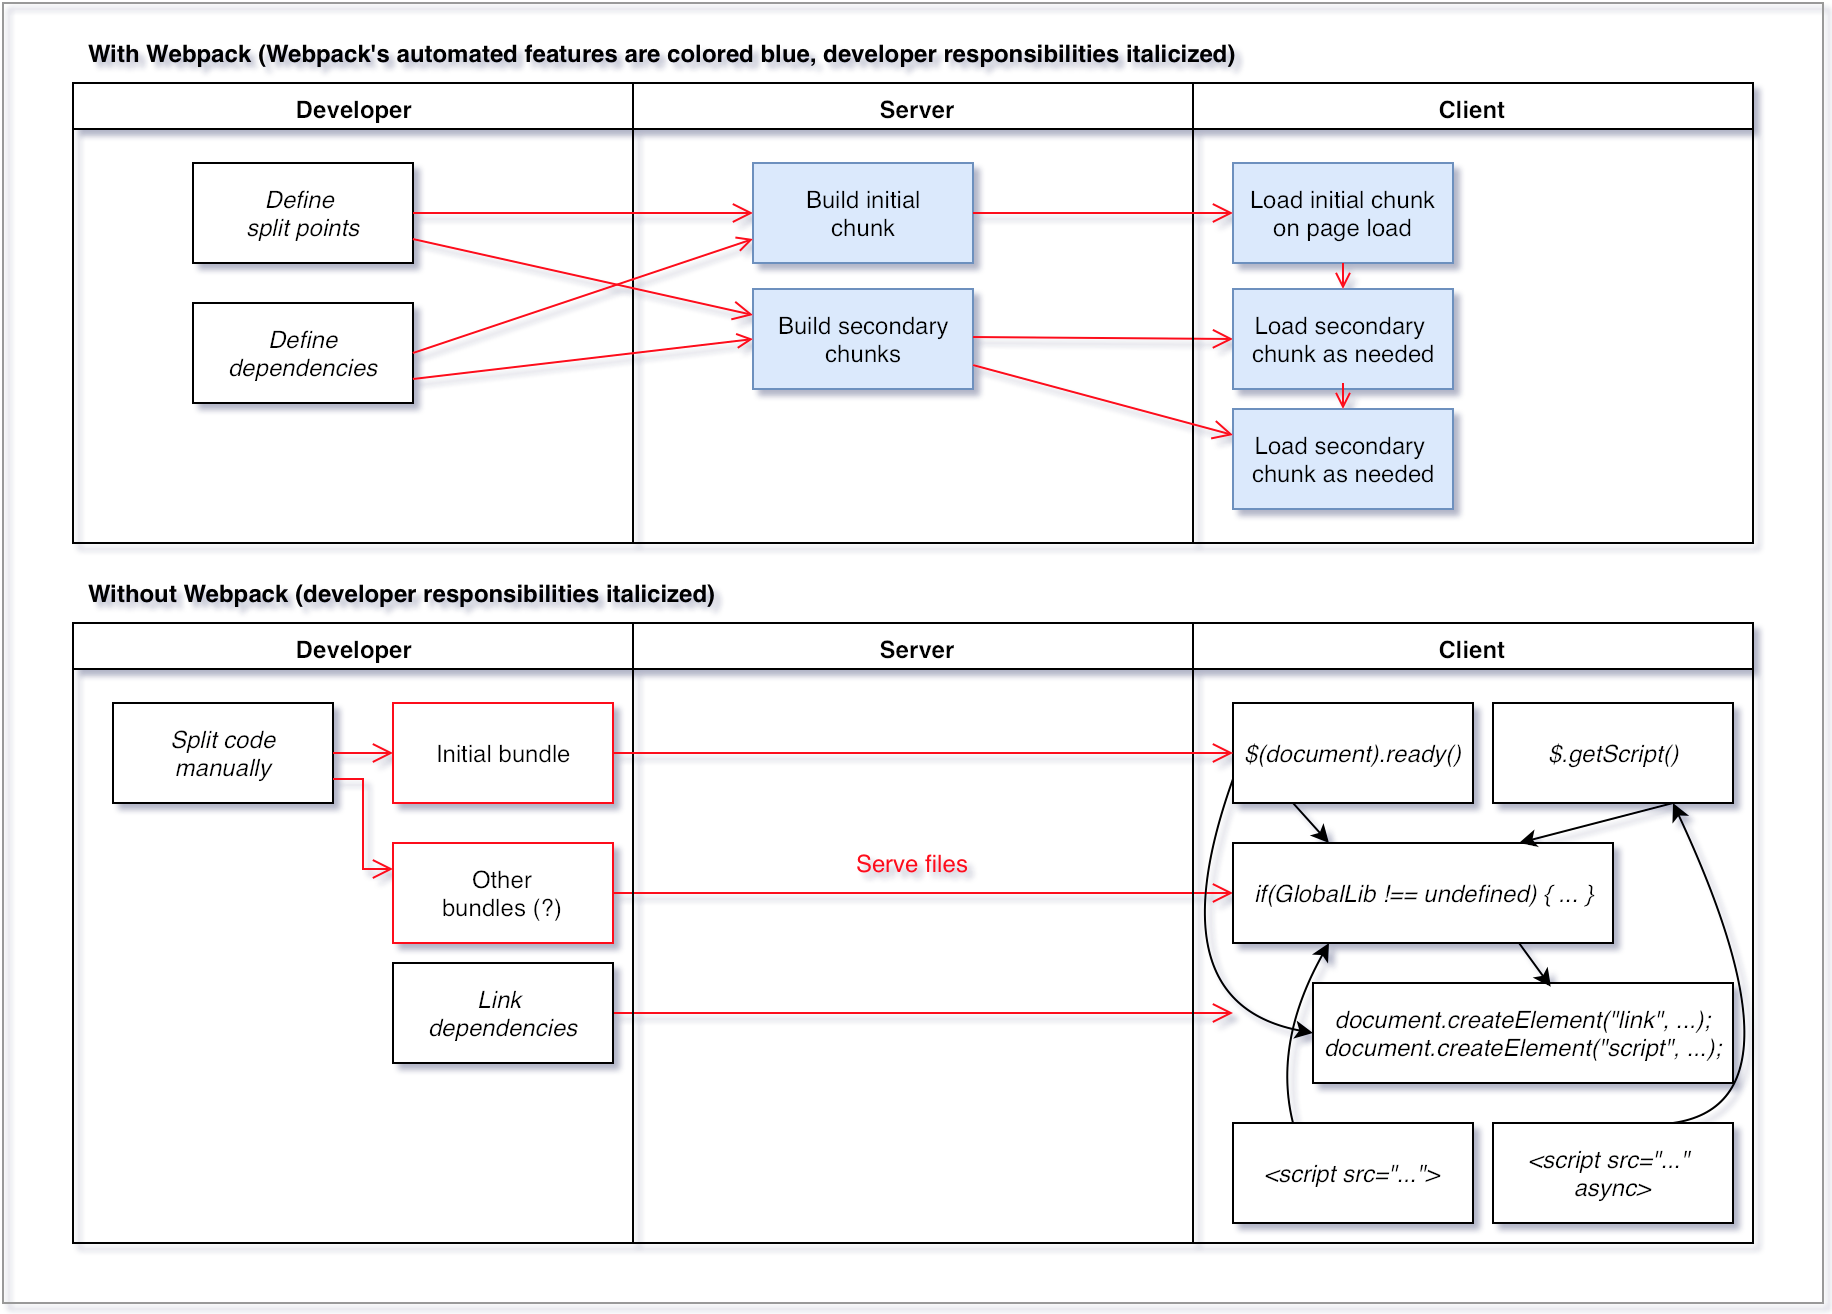 With Webpack (Webpack's automated features are colored blue, developer responsibilities italicized)
Developer
Server
Client
Define
split points
Build initial
chunk
Load initial chunk
on page load
Define
dependencies
Build secondary
chunks
Load secondary
chunk as needed
Load secondary
chunk as needed
Without Webpack (developer responsibilities italicized)
Developer
Server
Client
Split code
manually
Initial bundle
$(document).ready()
$.getScript()
Other
bundles (?)
Serve files
if(GlobalLib !== undefined) { ... }
Link
dependencies
document.createElement("link", ...);
document.createElement("script", ...);
<script src="...">
<script src="..."
async>